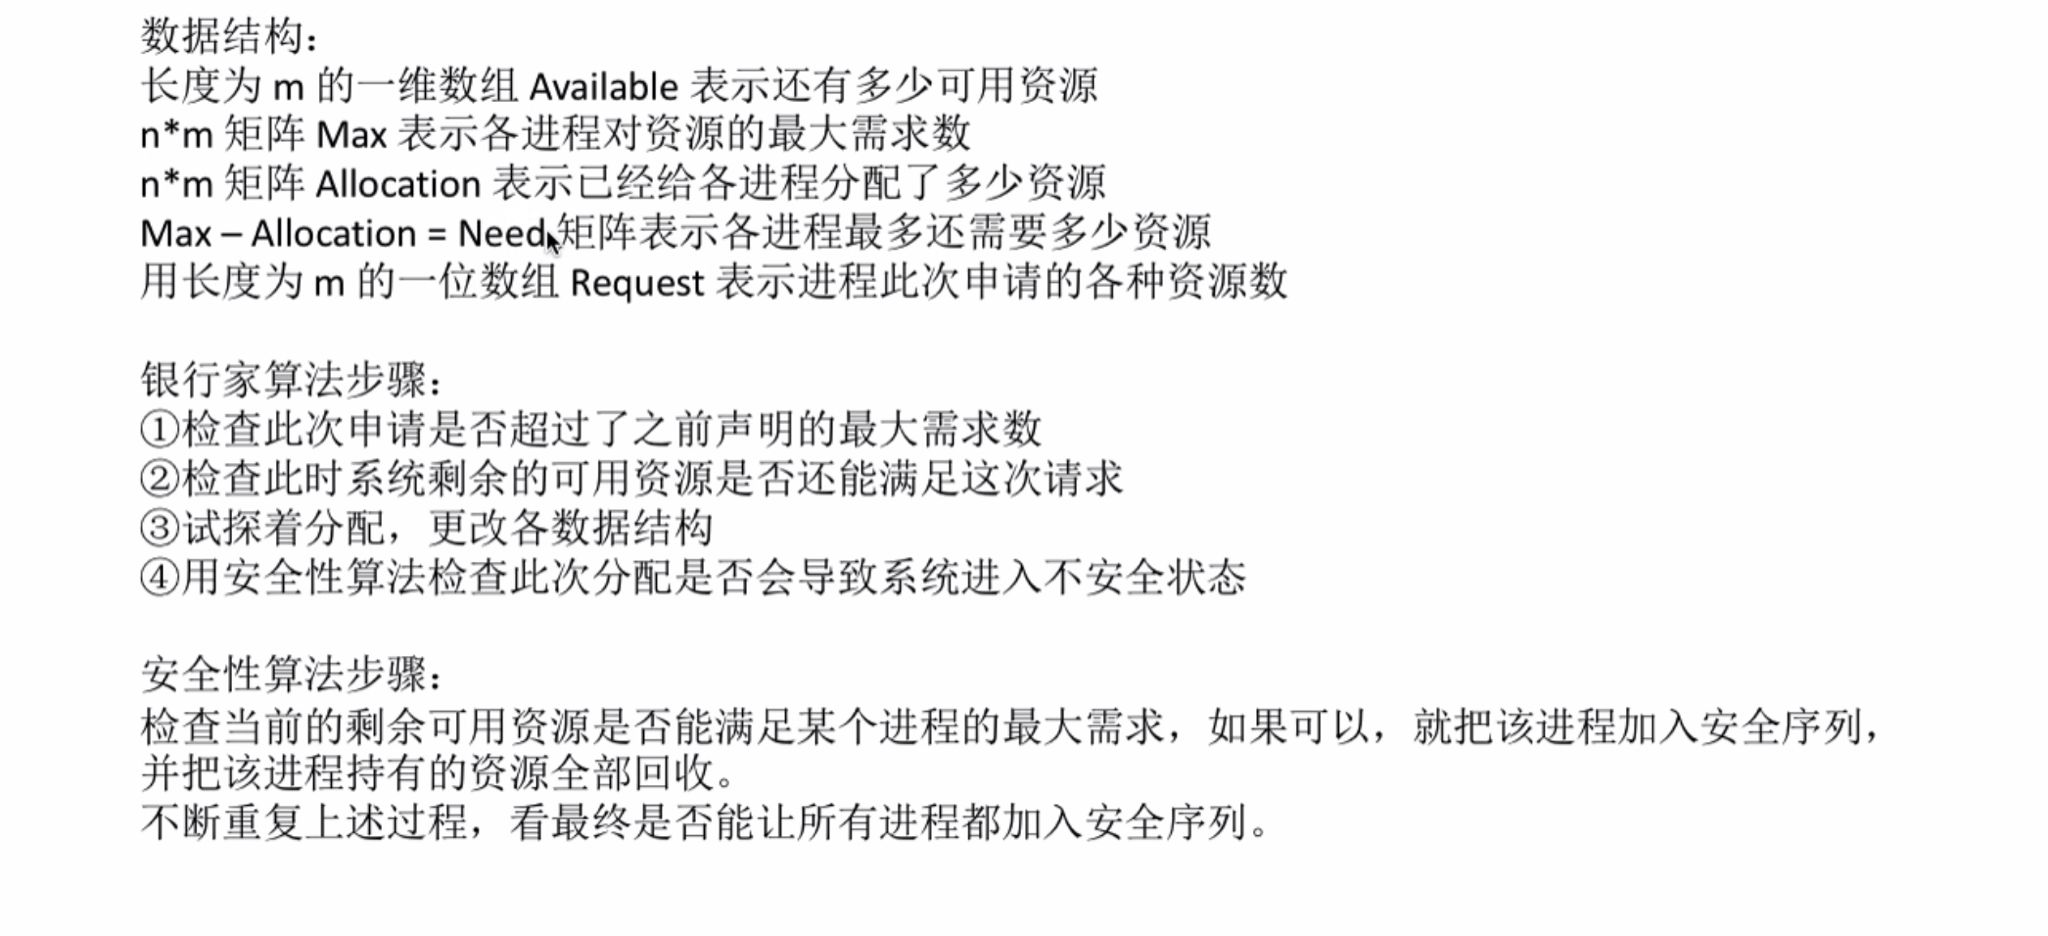 数据结构：
长度为 m 的一维数组 Available 表示还有多少可用资源
n*m 矩阵 Max 表示各进程对资源的最大需求数
n*m 矩阵 Allocation 表示已经给各进程分配了多少资源
Max – Allocation = Need 矩阵表示各进程最多还需要多少资源
用长度为 m 的一位数组 Request 表示进程此次申请的各种资源数
银行家算法步骤：
①检查此次申请是否超过了之前声明的最大需求数
②检查此时系统剩余的可用资源是否还能满足这次请求
③试探着分配，更改各数据结构
④用安全性算法检查此次分配是否会导致系统进入不安全状态
安全性算法步骤：
检查当前的剩余可用资源是否能满足某个进程的最大需求，如果可以，就把该进程加入安全序列，
并把该进程持有的资源全部回收。
不断重复上述过程，看最终是否能让所有进程都加入安全序列。